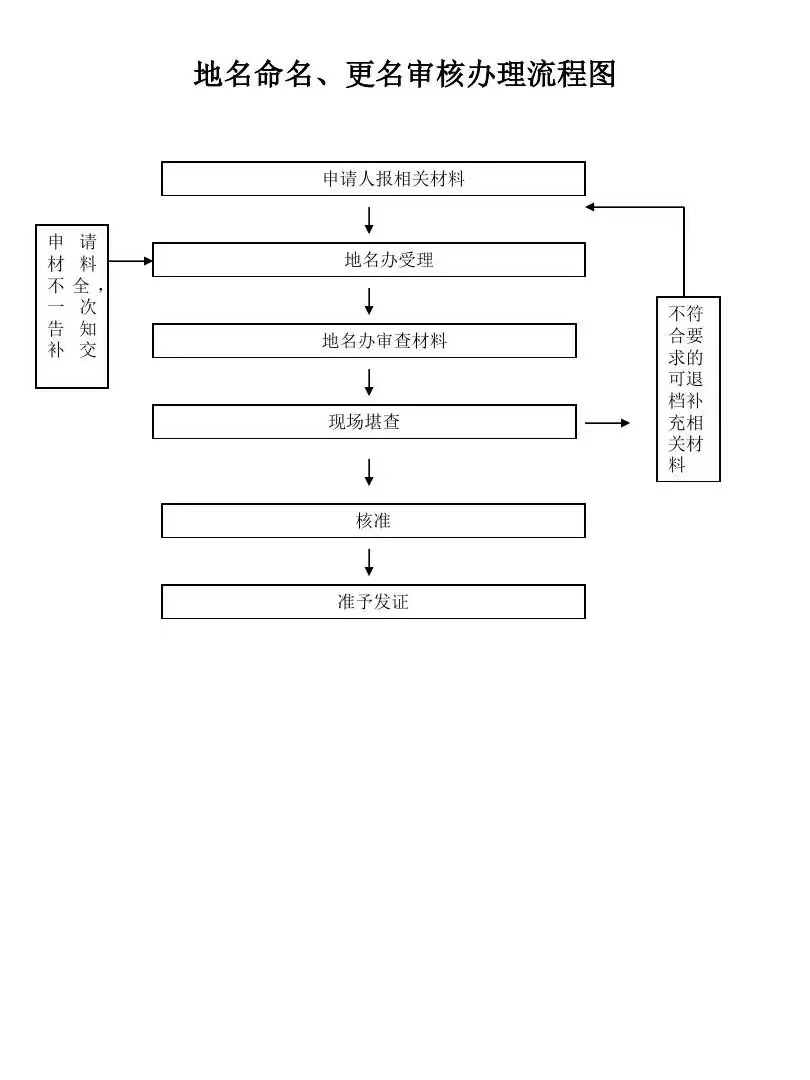 地名命名、更名审核办理流程图
申请人报相关材料
申请
材料
不全，
一次
告知
补交
地名办受理
地名办审查材料
现场堪查
不符
合要
求的
可退
档补
充相
关材
料
核准
准予发证